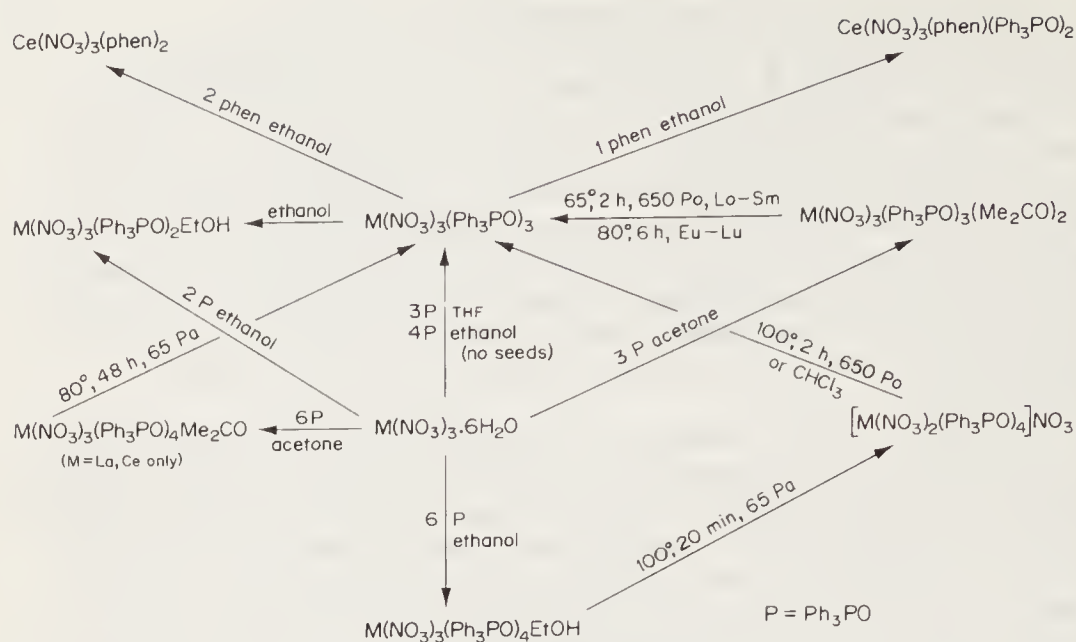 Ce(NO₃)₃(phen)₂
Ce(NO₃)₃(phen)(Ph₃PO)₂
2 phen ethanol
1 phen ethanol
M(NO₃)₃(Ph₃PO)₂EtOH
ethanol
M(NO₃)₃(Ph₃PO)₃
65°, 2 h, 650 Po, Lo–Sm
80°, 6 h, Eu–Lu
M(NO₃)₃(Ph₃PO)₃(Me₂CO)₂
2 P ethanol
3P THF
4P ethanol
(no seeds)
3 P acetone
80°, 48 h, 65 Pa
100°, 2 h, 650 Po
or CHCl₃
M(NO₃)₃(Ph₃PO)₄Me₂CO
(M = La, Ce only)
6P
acetone
M(NO₃)₃·6H₂O
[M(NO₃)₂(Ph₃PO)₄]NO₃
6 P
ethanol
100°, 20 min, 65 Pa
M(NO₃)₃(Ph₃PO)₄EtOH
P = Ph₃PO